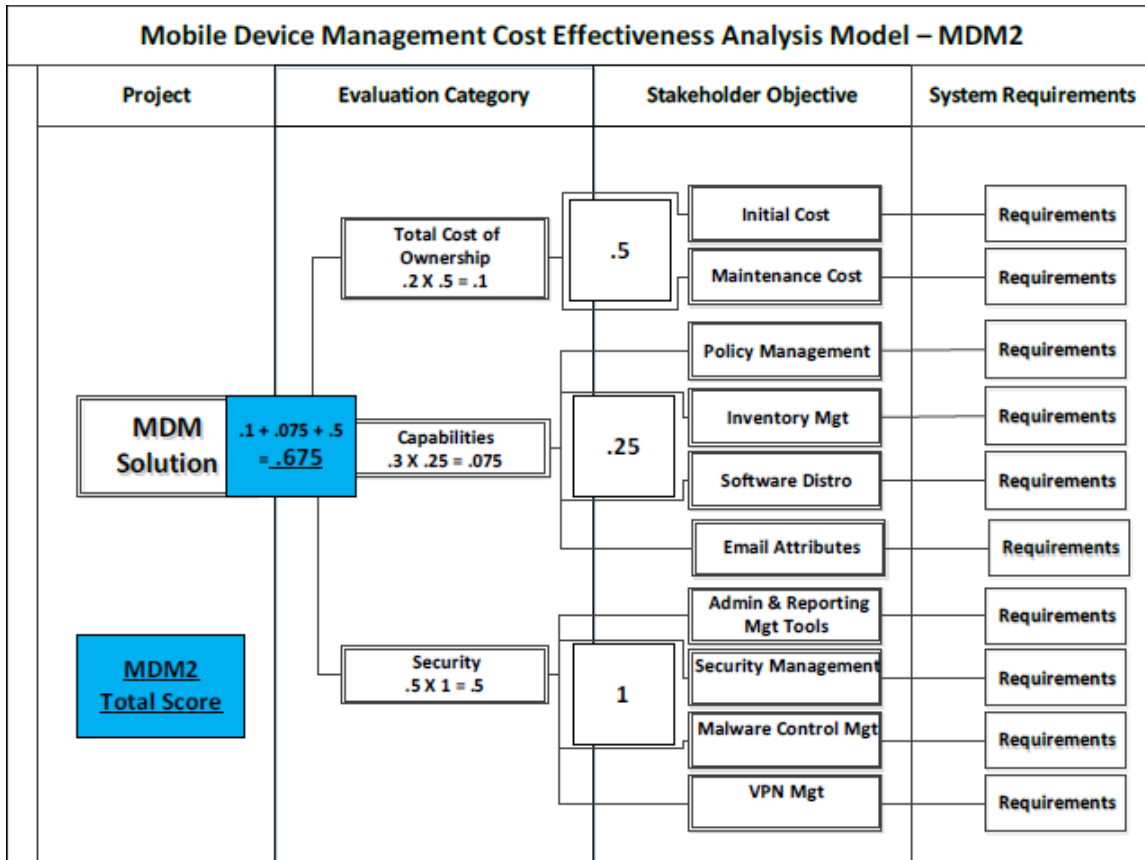 Mobile Device Management Cost Effectiveness Analysis Model – MDM2
Project
Evaluation Category
Stakeholder Objective
System Requirements
MDM
Solution
.1 + .075 + .5
= .675
MDM2
Total Score
Total Cost of
Ownership
.2 X .5 = .1
Capabilities
.3 X .25 = .075
Security
.5 X 1 = .5
.5
.25
1
Initial Cost
Requirements
Maintenance Cost
Requirements
Policy Management
Requirements
Inventory Mgt
Requirements
Software Distro
Requirements
Email Attributes
Requirements
Admin & Reporting
Mgt Tools
Requirements
Security Management
Requirements
Malware Control Mgt
Requirements
VPN Mgt
Requirements